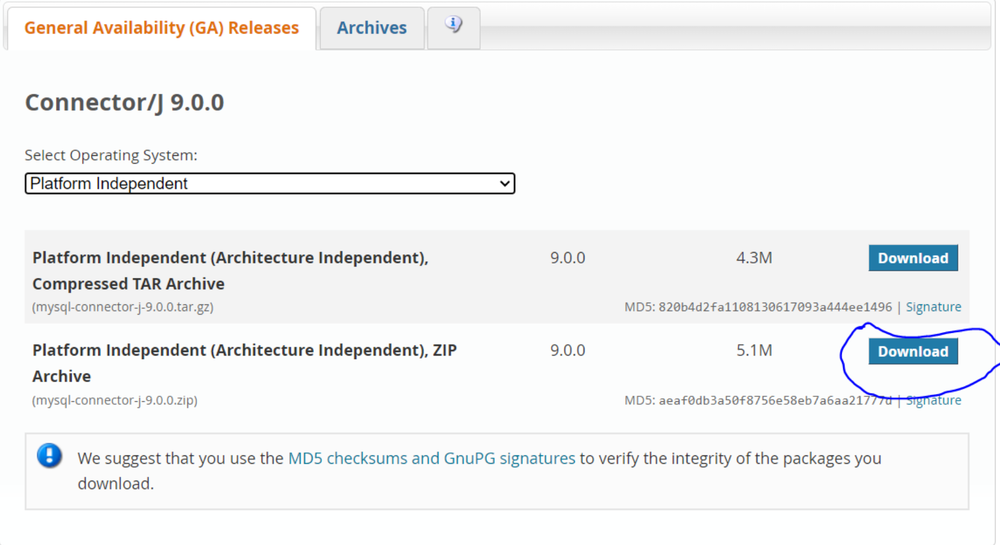 General Availability (GA) Releases Archives
Connector/J 9.0.0
Select Operating System:
Platform Independent
Platform Independent (Architecture Independent), 9.0.0 4.3M Download
Compressed TAR Archive
(mysql-connector-j-9.0.0.tar.gz) MD5: 820b4d2fa1108130617093a444ee1496 | Signature
Platform Independent (Architecture Independent), ZIP 9.0.0 5.1M Download
Archive
(mysql-connector-j-9.0.0.zip) MD5: aeaf0db3a50f8756e58eb7a6aa21777d | Signature
We suggest that you use the MD5 checksums and GnuPG signatures to verify the integrity of the packages you
download.